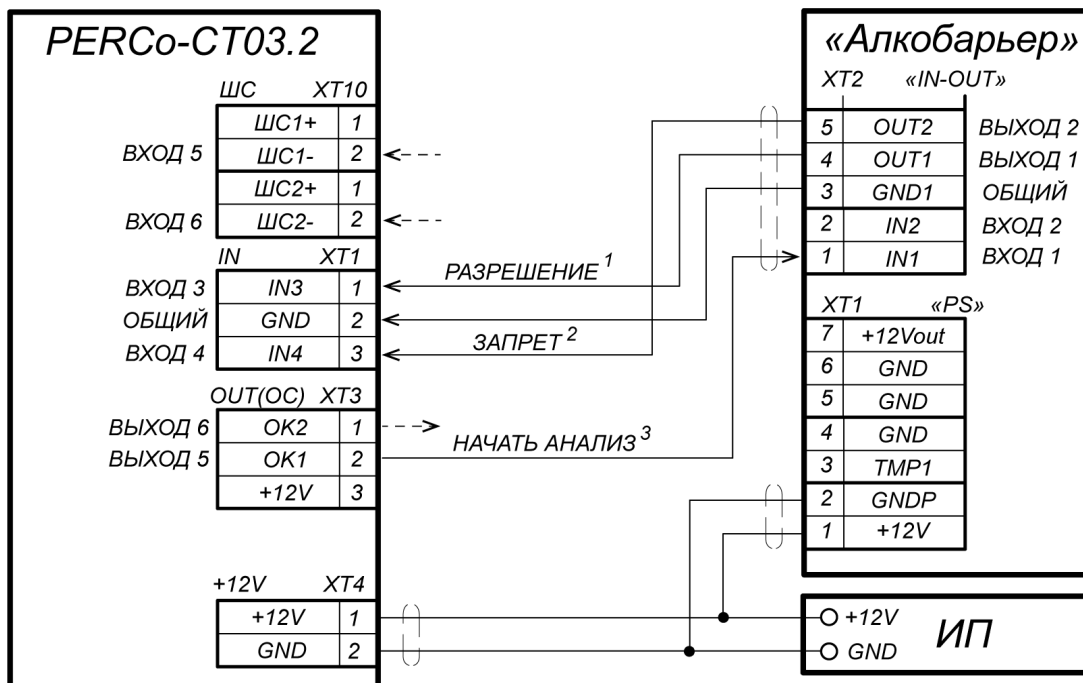 PERCo-CT03.2
ШС XT10
ШС1+ 1
ВХОД 5 ШС1- 2
ШС2+ 1
ВХОД 6 ШС2- 2
IN XT1
ВХОД 3 IN3 1
ОБЩИЙ GND 2
ВХОД 4 IN4 3
OUT(OC) XT3
ВЫХОД 6 OK2 1
ВЫХОД 5 OK1 2
+12V 3
+12V XT4
+12V 1
GND 2
РАЗРЕШЕНИЕ 1
ЗАПРЕТ 2
НАЧАТЬ АНАЛИЗ 3
«Алкобарьер»
XT2 «IN-OUT»
5 OUT2 ВЫХОД 2
4 OUT1 ВЫХОД 1
3 GND1 ОБЩИЙ
2 IN2 ВХОД 2
1 IN1 ВХОД 1
XT1 «PS»
7 +12Vout
6 GND
5 GND
4 GND
3 TMP1
2 GNDP
1 +12V
+12V
GND
ИП